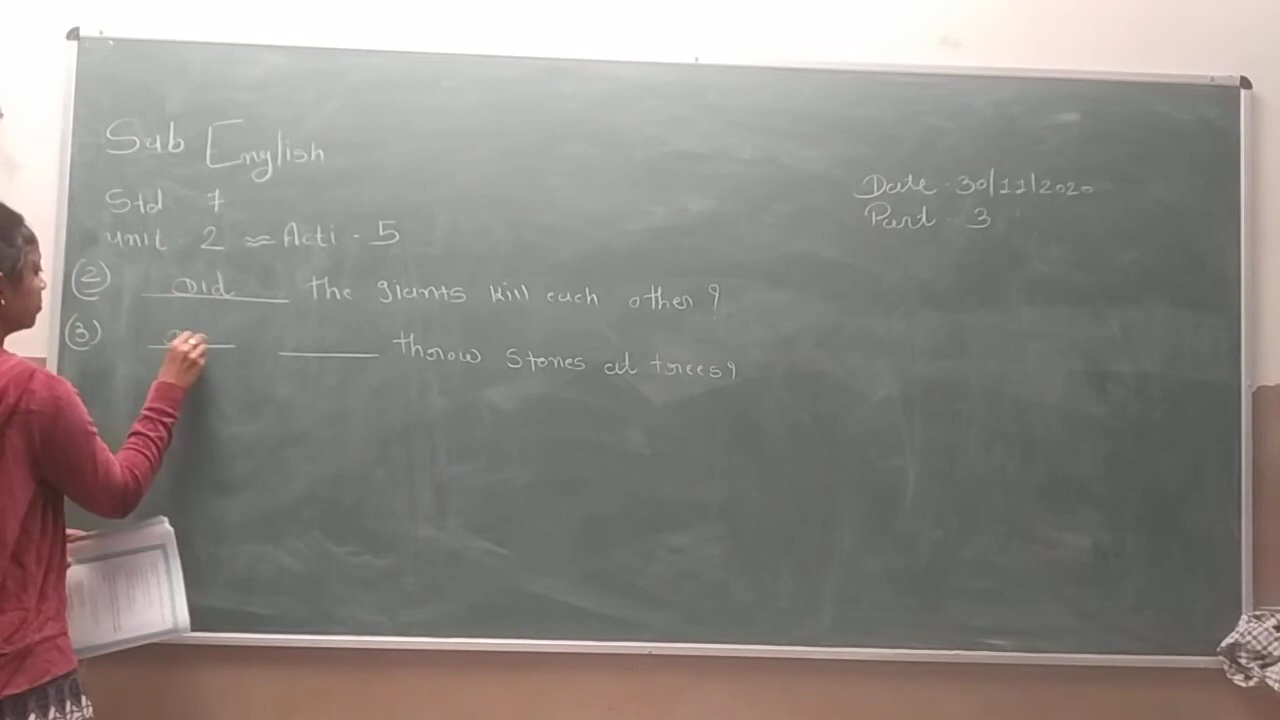 Sub English
Std 7
unit 2 ≈ Acti - 5
Date - 30/11/2020
Part - 3
(2) Did the giants kill each other ?
(3) ______ throw stones at trees?